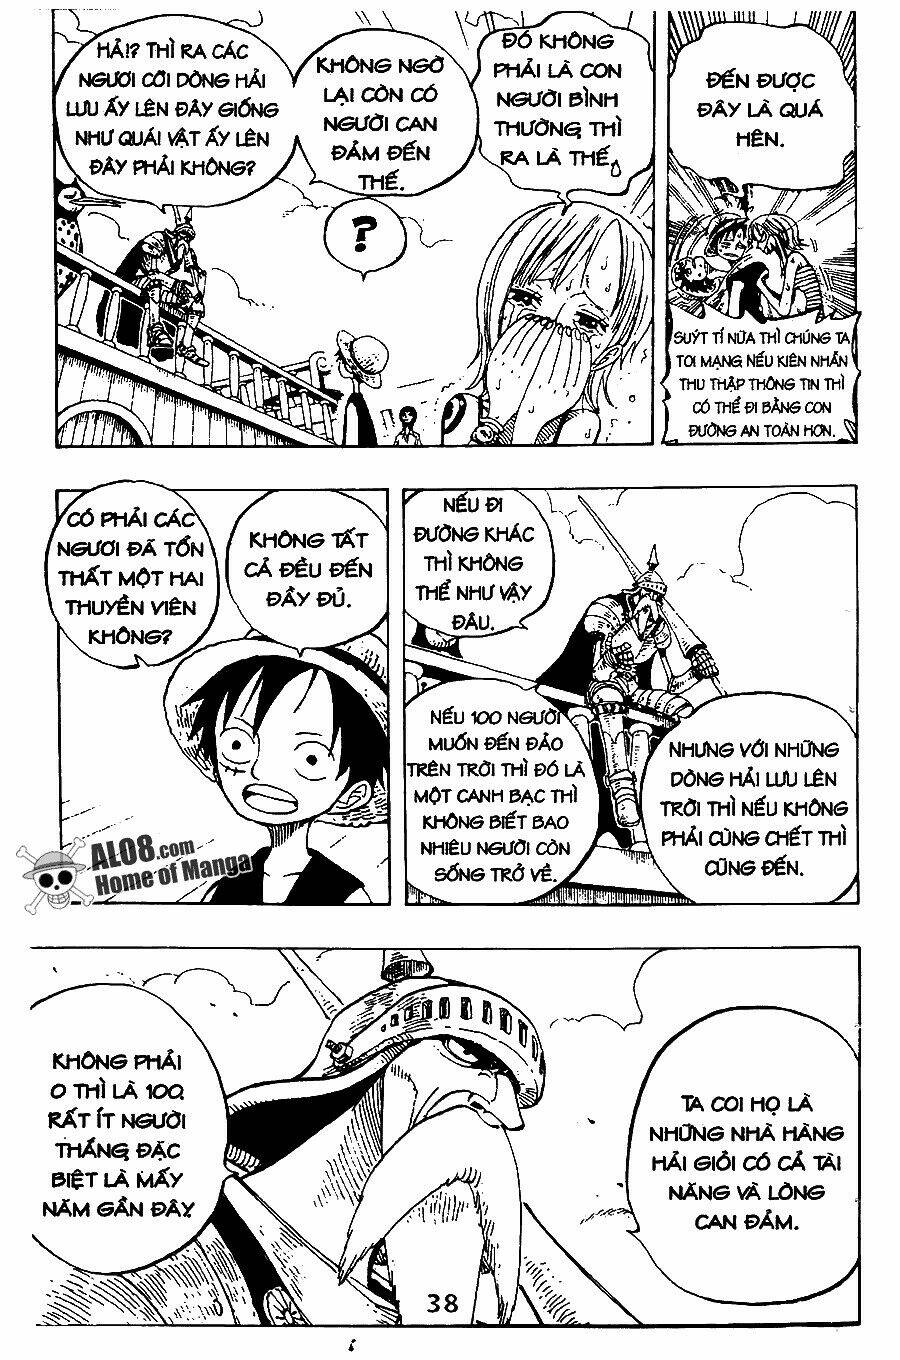 HẢ!? THÌ RA CÁC
NGƯƠI CỠI DÒNG HẢI
LƯU ẤY LÊN ĐÂY GIỐNG
NHƯ QUÁI VẬT ẤY LÊN
ĐÂY PHẢI KHÔNG?
KHÔNG NGỜ
LẠI CÒN CÓ
NGƯỜI CAN
ĐẢM ĐẾN
THẾ.
?
ĐÓ KHÔNG
PHẢI LÀ CON
NGƯỜI BÌNH
THƯỜNG, THÌ
RA LÀ THẾ,
ĐẾN ĐƯỢC
ĐÂY LÀ QUÁ
HÊN.
SUÝT TÍ NỮA THÌ CHÚNG TA
TOI MẠNG NẾU KIÊN NHẪN
THU THẬP THÔNG TIN THÌ
CÓ THỂ ĐI BẰNG CON
ĐƯỜNG AN TOÀN HƠN.
CÓ PHẢI CÁC
NGƯƠI ĐÃ TỔN
THẤT MỘT HAI
THUYỀN VIÊN
KHÔNG?
KHÔNG TẤT
CẢ ĐỀU ĐẾN
ĐẦY ĐỦ.
NẾU ĐI
ĐƯỜNG KHÁC
THÌ KHÔNG
THỂ NHƯ VẬY
ĐÂU.
NẾU 100 NGƯỜI
MUỐN ĐẾN ĐẢO
TRÊN TRỜI THÌ ĐÓ LÀ
MỘT CANH BẠC THÌ
KHÔNG BIẾT BAO
NHIÊU NGƯỜI CÒN
SỐNG TRỞ VỀ.
NHƯNG VỚI NHỮNG
DÒNG HẢI LƯU LÊN
TRỜI THÌ NẾU KHÔNG
PHẢI CÙNG CHẾT THÌ
CŨNG ĐẾN.
AL08.com
Home of Manga
KHÔNG PHẢI
0 THÌ LÀ 100.
RẤT ÍT NGƯỜI
THẮNG, ĐẶC
BIỆT LÀ MẤY
NĂM GẦN ĐÂY.
TA COI HỌ LÀ
NHỮNG NHÀ HÀNG
HẢI GIỎI CÓ CẢ TÀI
NĂNG VÀ LÒNG
CAN ĐẢM.
38